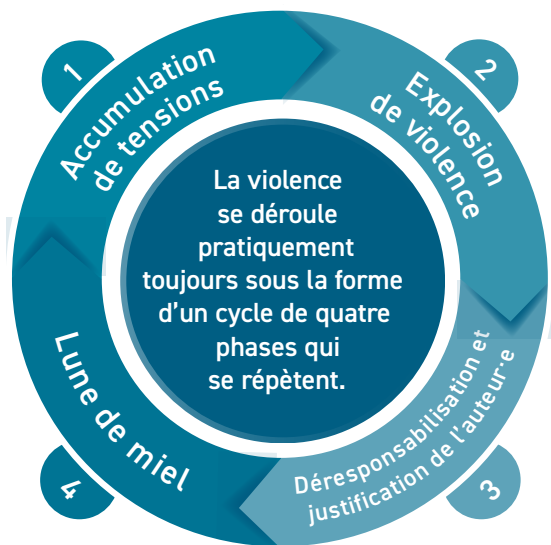 1
Accumulation
de tensions
2
Explosion
de violence
La violence
se déroule
pratiquement
toujours sous la forme
d'un cycle de quatre
phases qui
se répètent.
3
Déresponsabilisation et
justification de l'auteur·e
4
Lune de miel